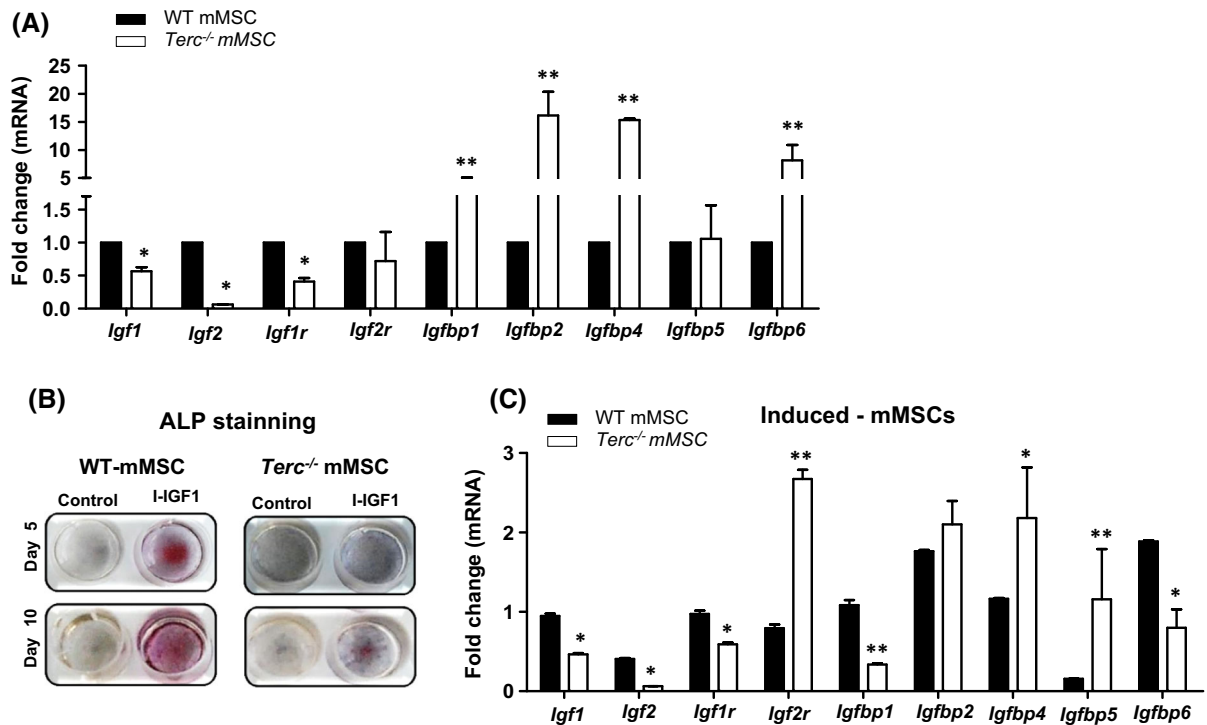 (A)
WT mMSC
Terc-/- mMSC
Fold change (mRNA)
25
20
15
10
5
1.5
1.0
0.5
0.0
**
**
**
**
*
*
*
Igf1 Igf2 Igf1r Igf2r Igfbp1 Igfbp2 Igfbp4 Igfbp5 Igfbp6
(B)
ALP stainning
WT-mMSC Terc-/- mMSC
Control I-IGF1 Control I-IGF1
Day 5
Day 10
(C)
WT mMSC
Terc-/- mMSC
Induced - mMSCs
Fold change (mRNA)
3
2
1
0
*
*
*
**
**
*
**
*
Igf1 Igf2 Igf1r Igf2r Igfbp1 Igfbp2 Igfbp4 Igfbp5 Igfbp6